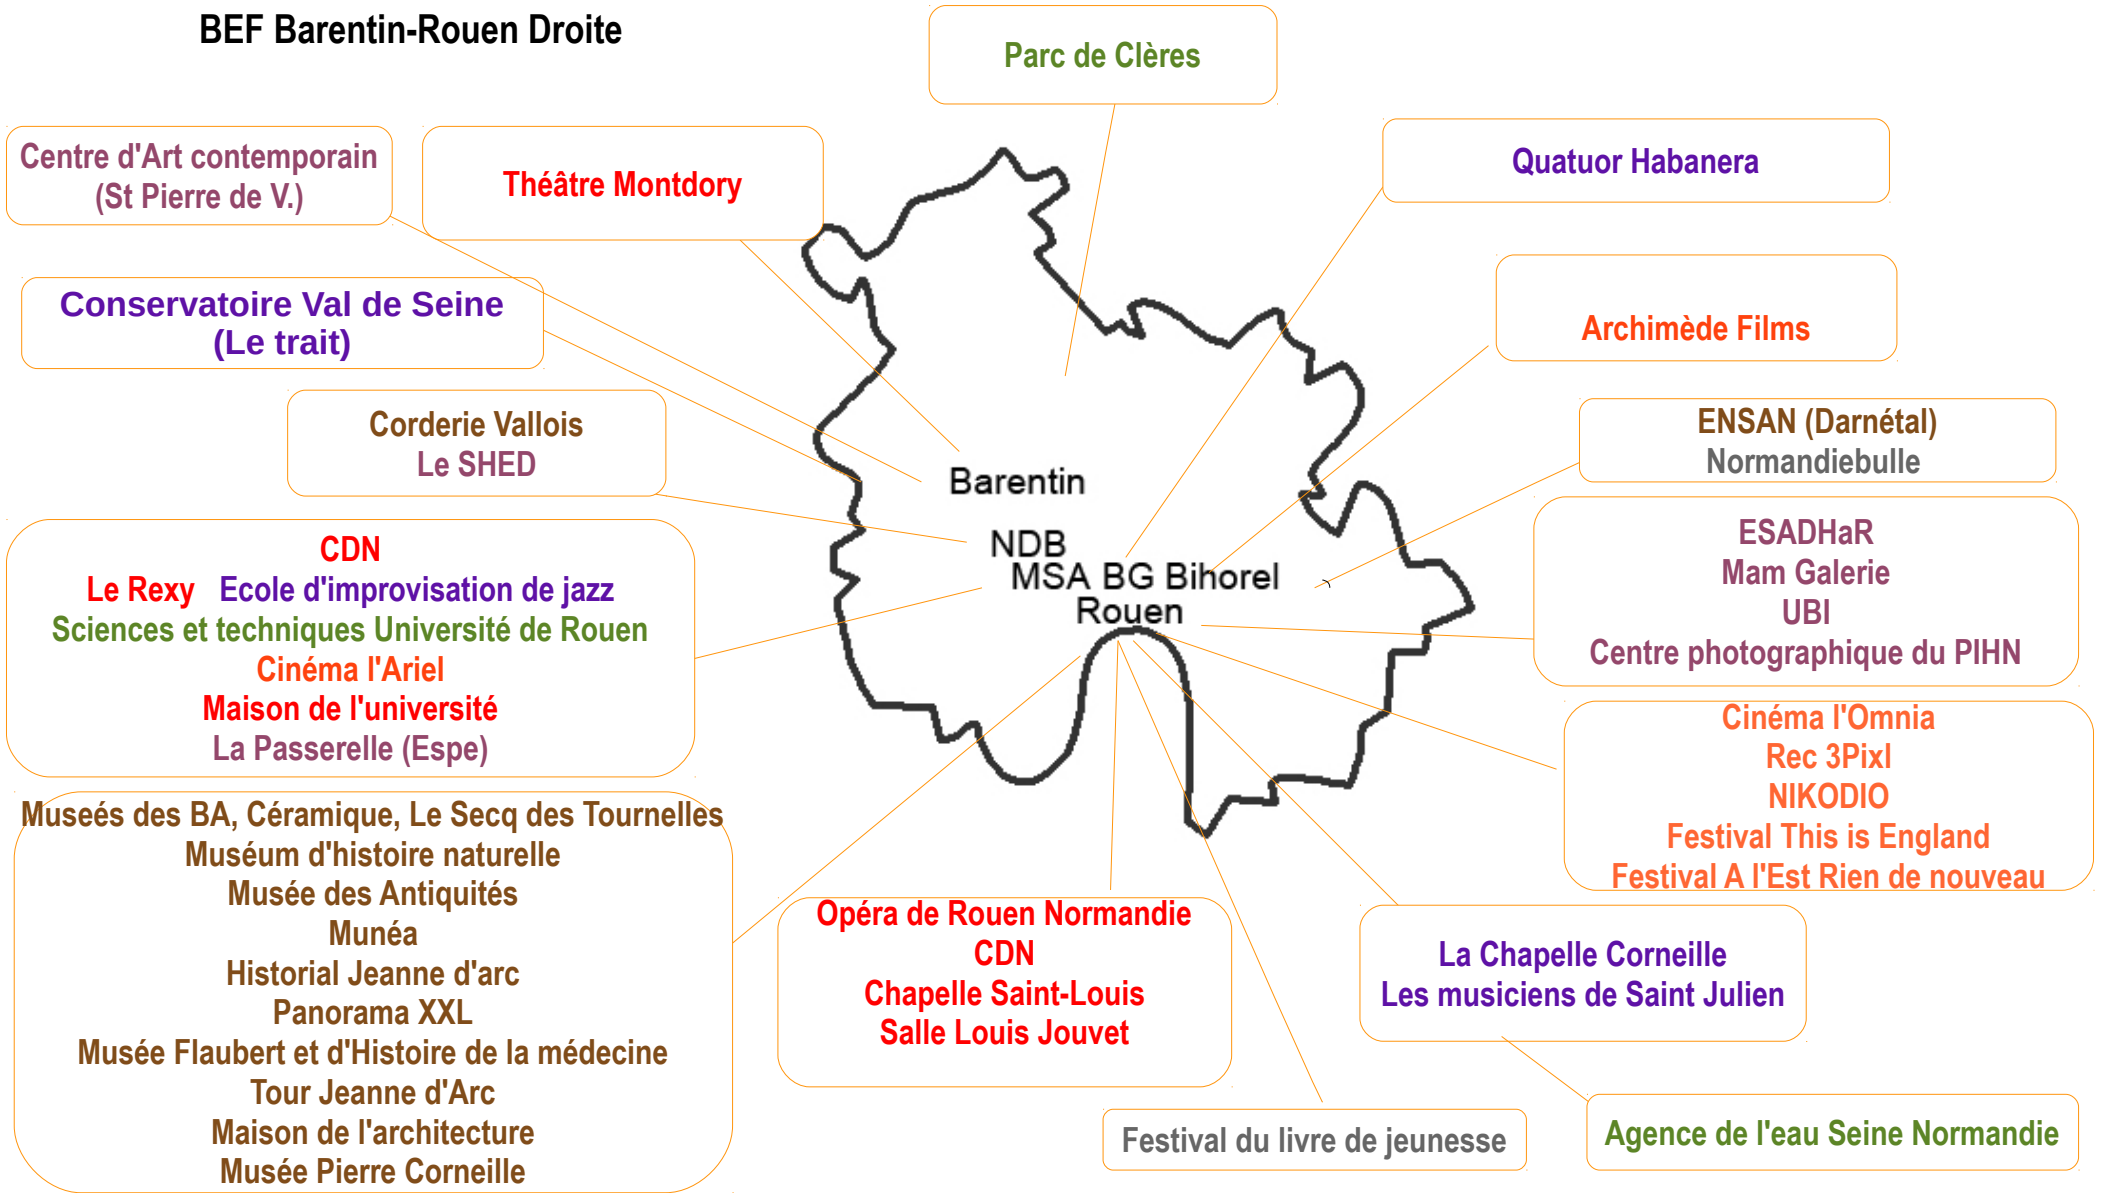 BEF Barentin-Rouen Droite
Parc de Clères
Centre d'Art contemporain
(St Pierre de V.)
Théâtre Montdory
Quatuor Habanera
Conservatoire Val de Seine
(Le trait)
Archimède Films
Corderie Vallois
Le SHED
ENSAN (Darnétal)
Normandiebulle
Barentin
NDB
MSA BG Bihorel
Rouen
CDN
Le Rexy Ecole d'improvisation de jazz
Sciences et techniques Université de Rouen
Cinéma l'Ariel
Maison de l'université
La Passerelle (Espe)
ESADHaR
Mam Galerie
UBI
Centre photographique du PIHN
Cinéma l'Omnia
Rec 3Pixl
NIKODIO
Festival This is England
Festival A l'Est Rien de nouveau
Museés des BA, Céramique, Le Secq des Tournelles
Muséum d'histoire naturelle
Musée des Antiquités
Munéa
Historial Jeanne d'arc
Panorama XXL
Musée Flaubert et d'Histoire de la médecine
Tour Jeanne d'Arc
Maison de l'architecture
Musée Pierre Corneille
Opéra de Rouen Normandie
CDN
Chapelle Saint-Louis
Salle Louis Jouvet
La Chapelle Corneille
Les musiciens de Saint Julien
Festival du livre de jeunesse
Agence de l'eau Seine Normandie